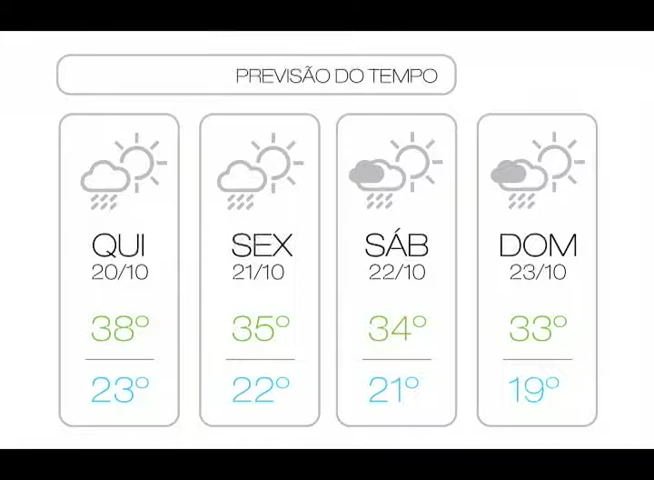 PREVISÃO DO TEMPO
QUI
20/10
38º
23º
SEX
21/10
35º
22º
SÁB
22/10
34º
21º
DOM
23/10
33º
19º